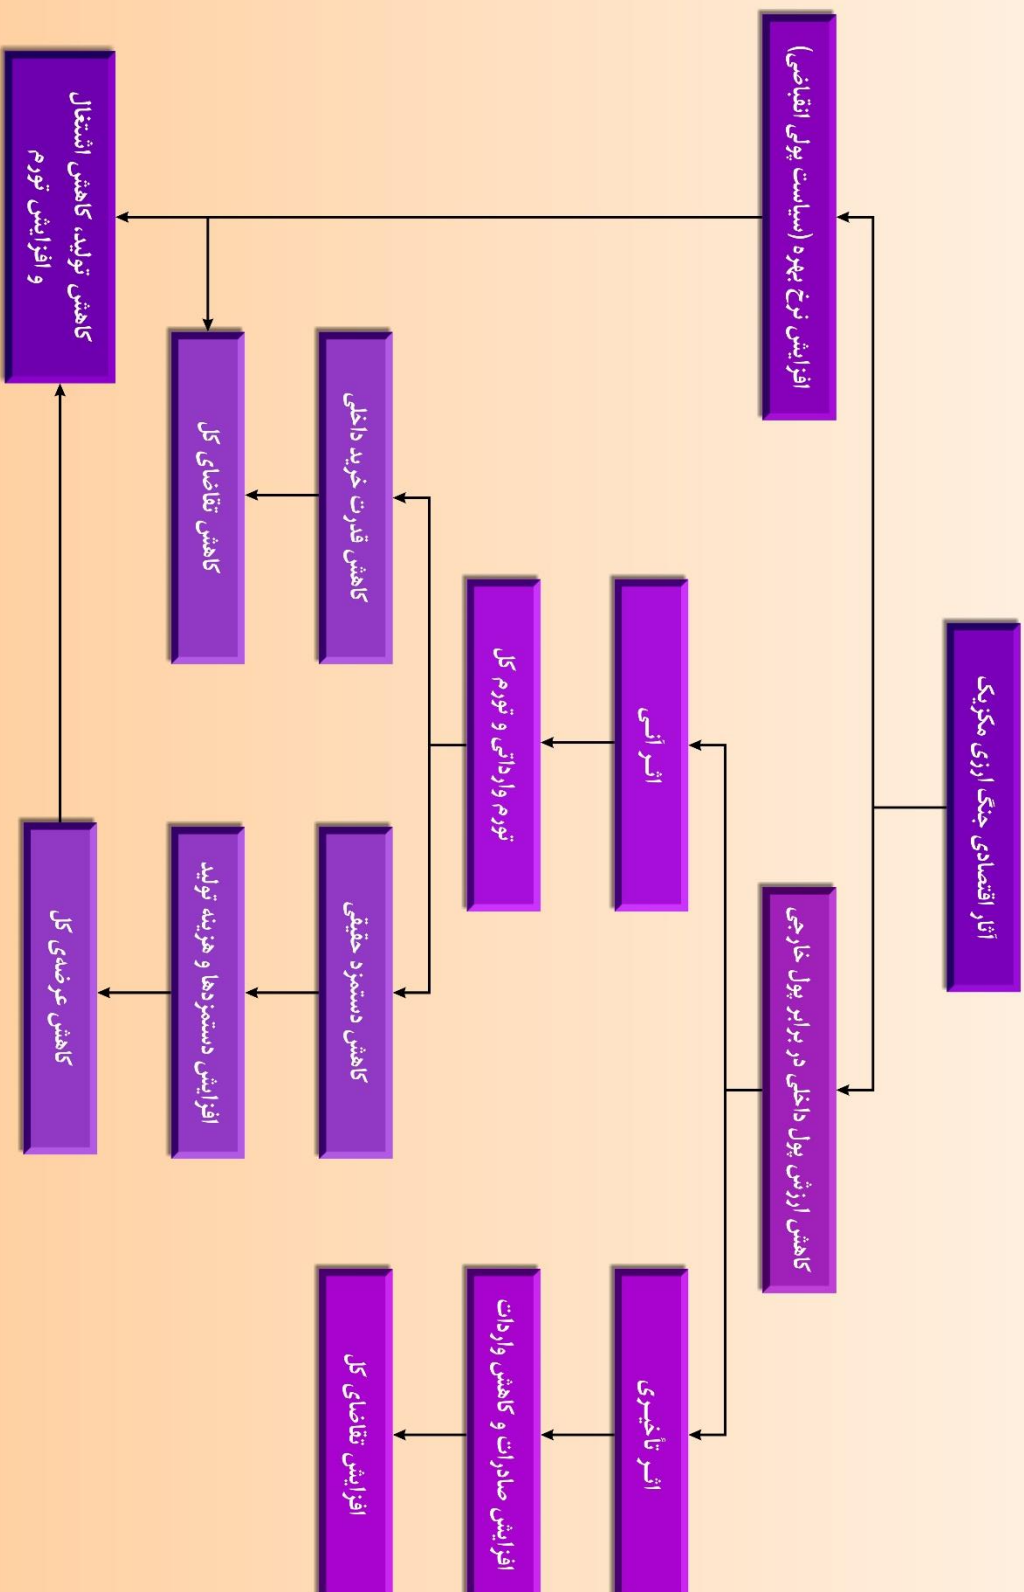 آثار اقتصادی جنگ ارزی مکزیک
افزایش نرخ بهره (سیاست پولی انقباضی)
کاهش ارزش پول داخلی در برابر پول خارجی
اثر آنی
اثر تأخیری
تورم وارداتی و تورم کل
افزایش صادرات و کاهش واردات
کاهش قدرت خرید داخلی
کاهش دستمزد حقیقی
افزایش تقاضای کل
کاهش تقاضای کل
افزایش دستمزدها و هزینه تولید
کاهش تولید، کاهش اشتغال
و افزایش تورم
کاهش عرضه‌ی کل